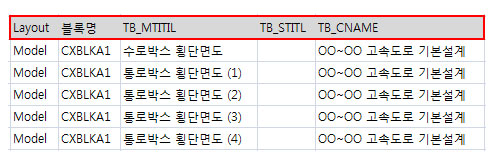 Layout 블록명 TB_MTITIL TB_STITL TB_CNAME
Model CXBLKA1 수로박스 횡단면도 OO~OO 고속도로 기본설계
Model CXBLKA1 통로박스 횡단면도 (1) OO~OO 고속도로 기본설계
Model CXBLKA1 통로박스 횡단면도 (2) OO~OO 고속도로 기본설계
Model CXBLKA1 통로박스 횡단면도 (3) OO~OO 고속도로 기본설계
Model CXBLKA1 통로박스 횡단면도 (4) OO~OO 고속도로 기본설계